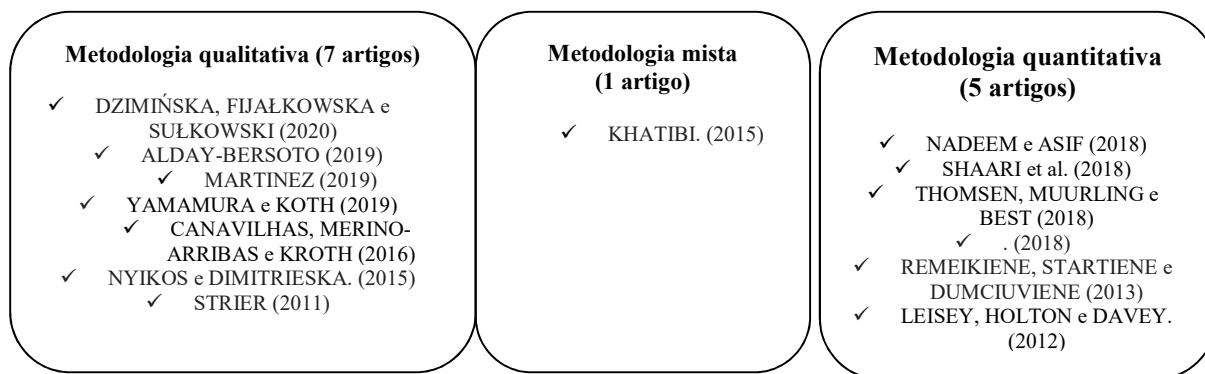 Metodologia qualitativa (7 artigos)
✓ DZIMIŃSKA, FIJAŁKOWSKA e
SUŁKOWSKI (2020)
✓ ALDAY-BERSOTO (2019)
✓ MARTINEZ (2019)
✓ YAMAMURA e KOTH (2019)
✓ CANAVILHAS, MERINO-
ARRIBAS e KROTH (2016)
✓ NYIKOS e DIMITRIESKA. (2015)
✓ STRIER (2011)
Metodologia mista
(1 artigo)
✓ KHATIBI. (2015)
Metodologia quantitativa
(5 artigos)
✓ NADEEM e ASIF (2018)
✓ SHAARI et al. (2018)
✓ THOMSEN, MUURLING e
BEST (2018)
✓ . (2018)
✓ REMEIKIENE, STARTIENE e
DUMCIUVIENE (2013)
✓ LEISEY, HOLTON e DAVEY.
(2012)